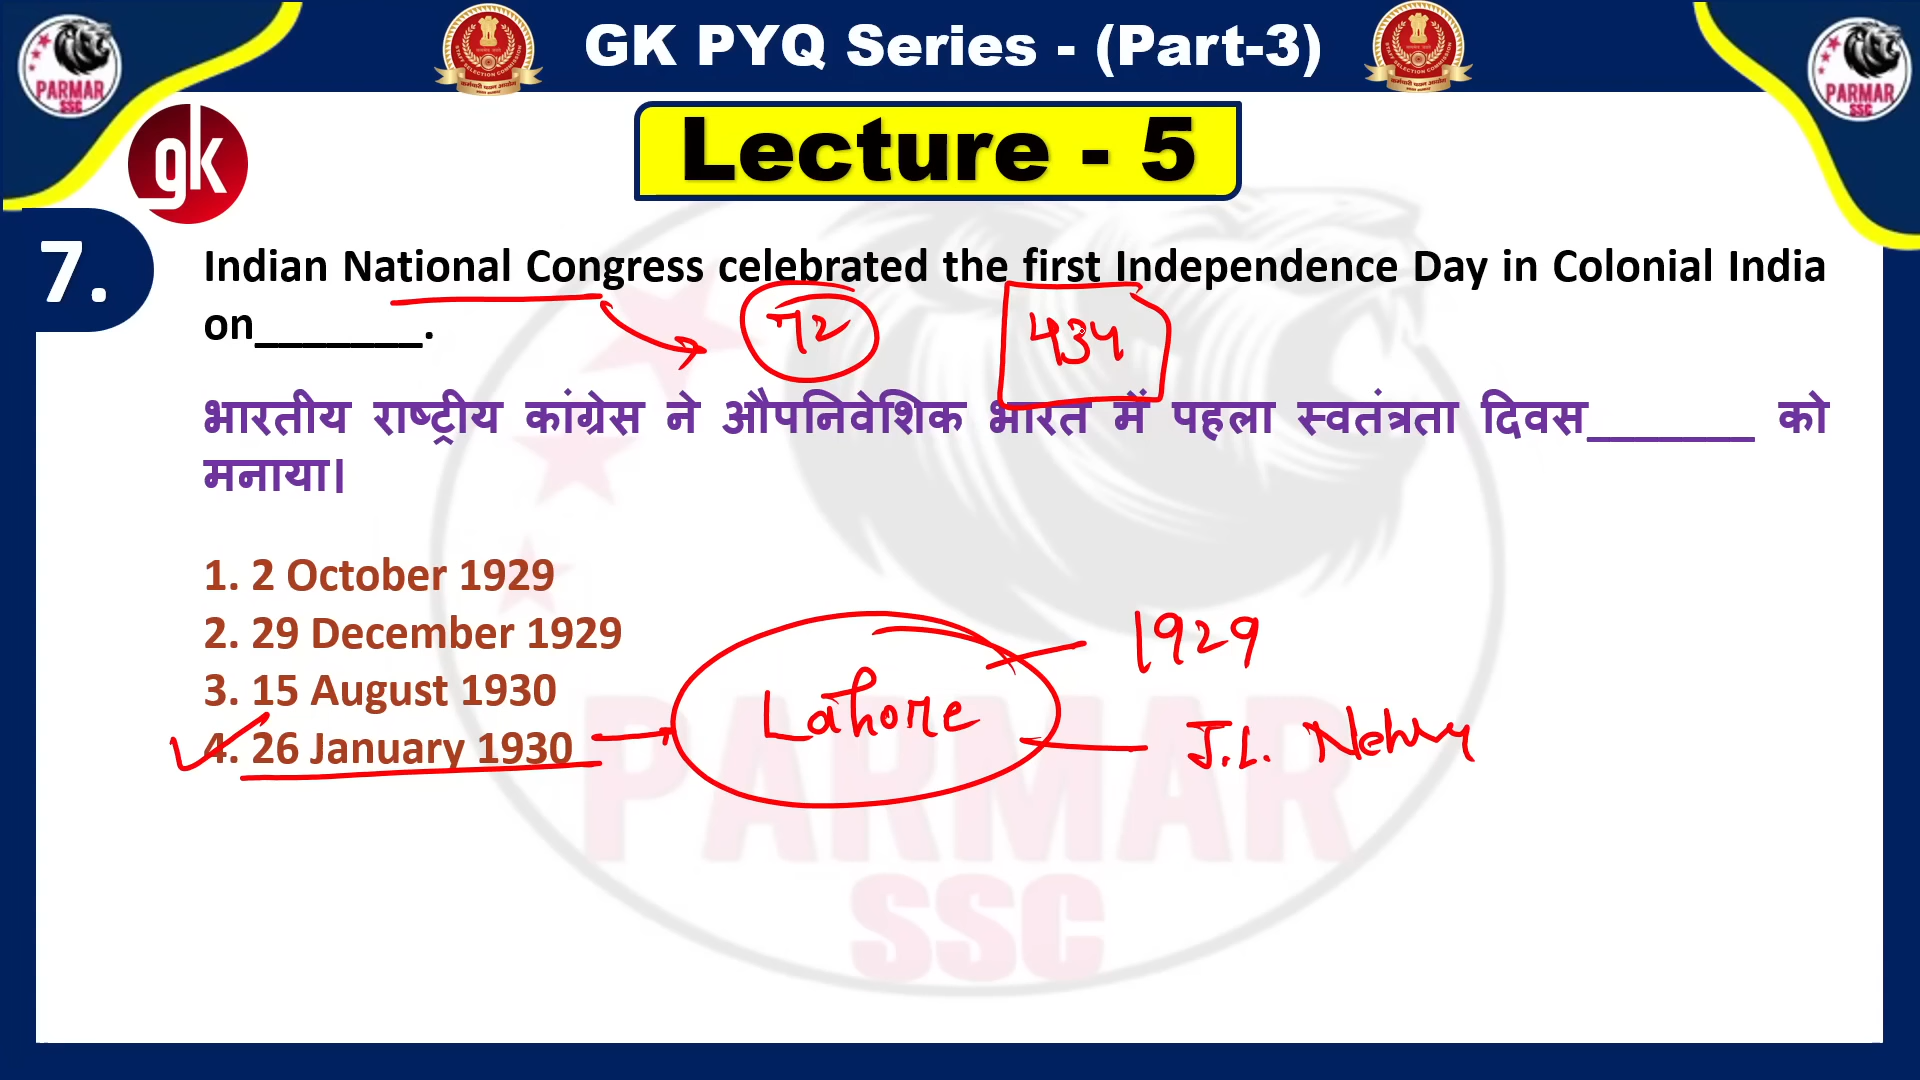 GK PYQ Series - (Part-3)
PARMAR
SSC
PARMAR
SSC
gk
Lecture - 5
7.
Indian National Congress celebrated the first Independence Day in Colonial India
on_______.
72
434
भारतीय राष्ट्रीय कांग्रेस ने औपनिवेशिक भारत में पहला स्वतंत्रता दिवस_______ को
मनाया।
1. 2 October 1929
2. 29 December 1929
3. 15 August 1930
4. 26 January 1930
Lahore
1929
J.L. Nehru
PARMAR
SSC